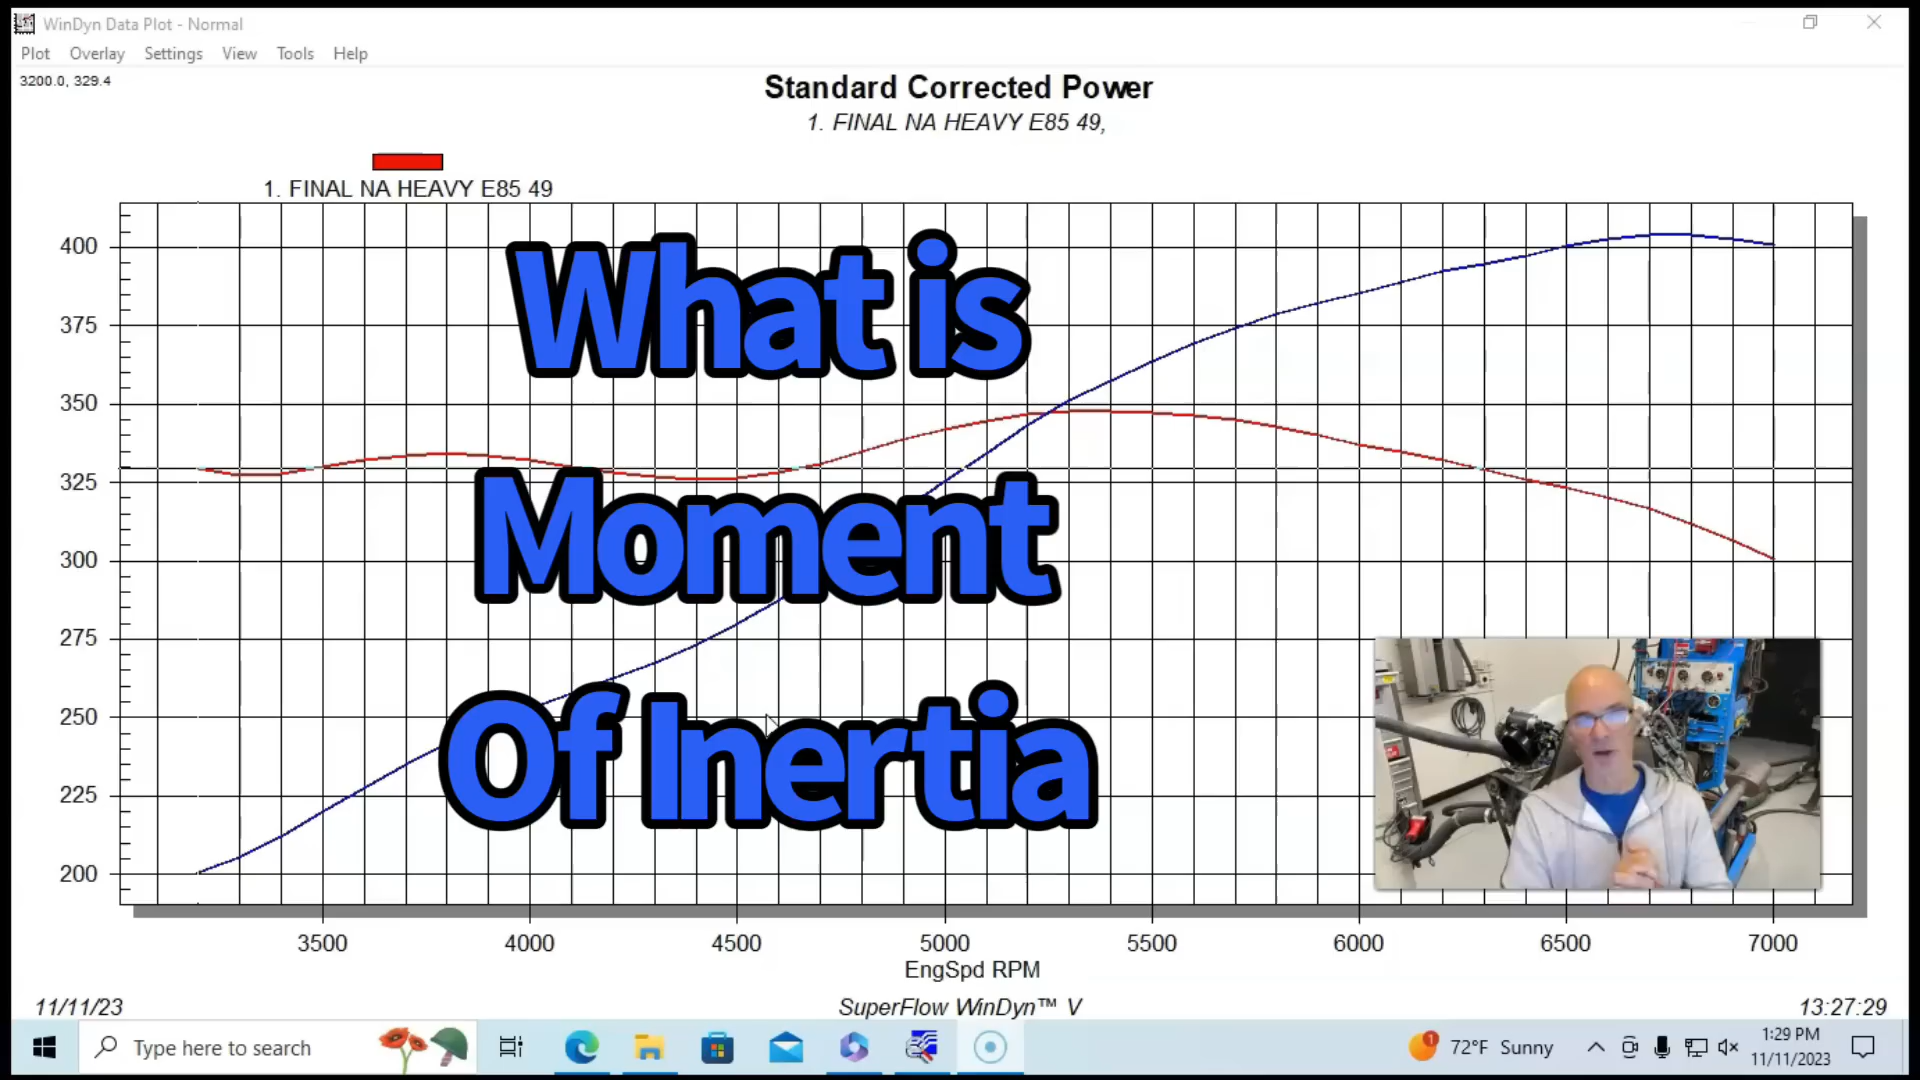 WinDyn Data Plot - Normal
Plot Overlay Settings View Tools Help
3200.0, 329.4
Standard Corrected Power
1. FINAL NA HEAVY E85 49,
1. FINAL NA HEAVY E85 49
What is
Moment
Of Inertia
400
375
350
325
300
275
250
225
200
3500 4000 4500 5000 5500 6000 6500 7000
EngSpd RPM
11/11/23 SuperFlow WinDyn™ V 13:27:29
Type here to search
1
72°F Sunny
1:29 PM
11/11/2023